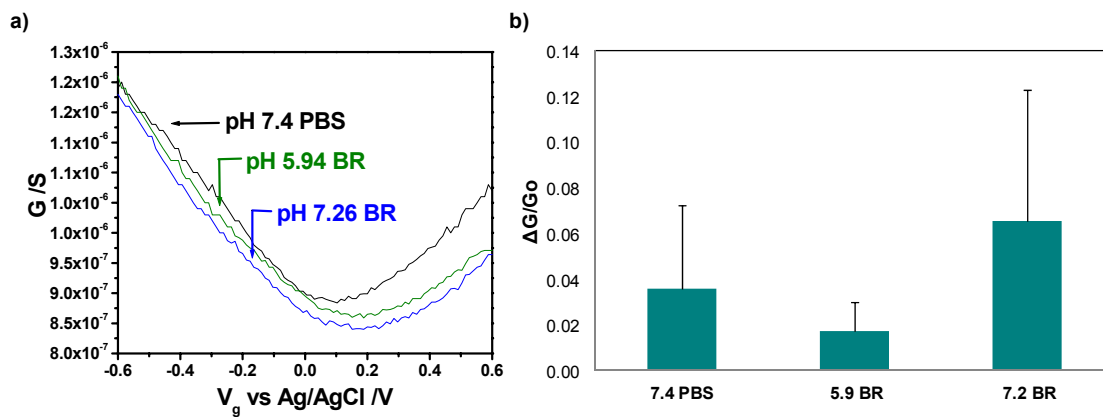 a)
G /S
1.3x10⁻⁶
1.2x10⁻⁶
1.2x10⁻⁶
1.1x10⁻⁶
1.1x10⁻⁶
1.0x10⁻⁶
1.0x10⁻⁶
9.5x10⁻⁷
9.0x10⁻⁷
8.5x10⁻⁷
8.0x10⁻⁷
pH 7.4 PBS
pH 5.94 BR
pH 7.26 BR
-0.6 -0.4 -0.2 0.0 0.2 0.4 0.6
V_g vs Ag/AgCl /V
b)
ΔG/Go
0.14
0.12
0.10
0.08
0.06
0.04
0.02
0.00
7.4 PBS 5.9 BR 7.2 BR